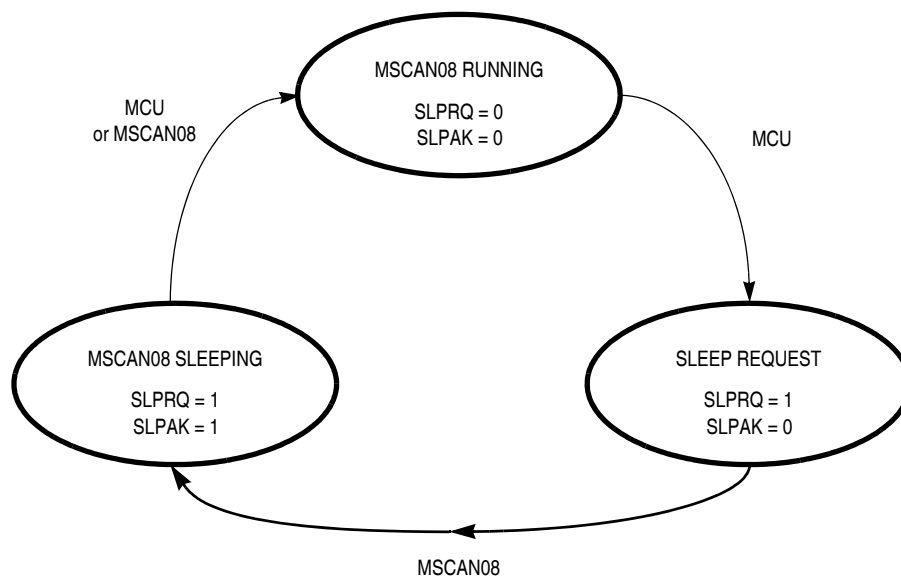 MSCAN08 RUNNING
SLPRQ = 0
SLPAK = 0
MCU
or MSCAN08
MCU
MSCAN08 SLEEPING
SLPRQ = 1
SLPAK = 1
SLEEP REQUEST
SLPRQ = 1
SLPAK = 0
MSCAN08